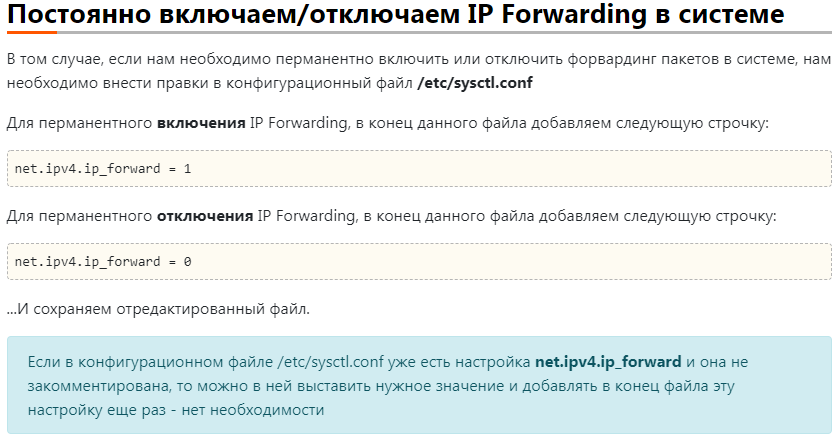 Постоянно включаем/отключаем IP Forwarding в системе
В том случае, если нам необходимо перманентно включить или отключить форвардинг пакетов в системе, нам
необходимо внести правки в конфигурационный файл /etc/sysctl.conf
Для перманентного включения IP Forwarding, в конец данного файла добавляем следующую строчку:
net.ipv4.ip_forward = 1
Для перманентного отключения IP Forwarding, в конец данного файла добавляем следующую строчку:
net.ipv4.ip_forward = 0
...И сохраняем отредактированный файл.
Если в конфигурационном файле /etc/sysctl.conf уже есть настройка net.ipv4.ip_forward и она не
закомментирована, то можно в ней выставить нужное значение и добавлять в конец файла эту
настройку еще раз - нет необходимости